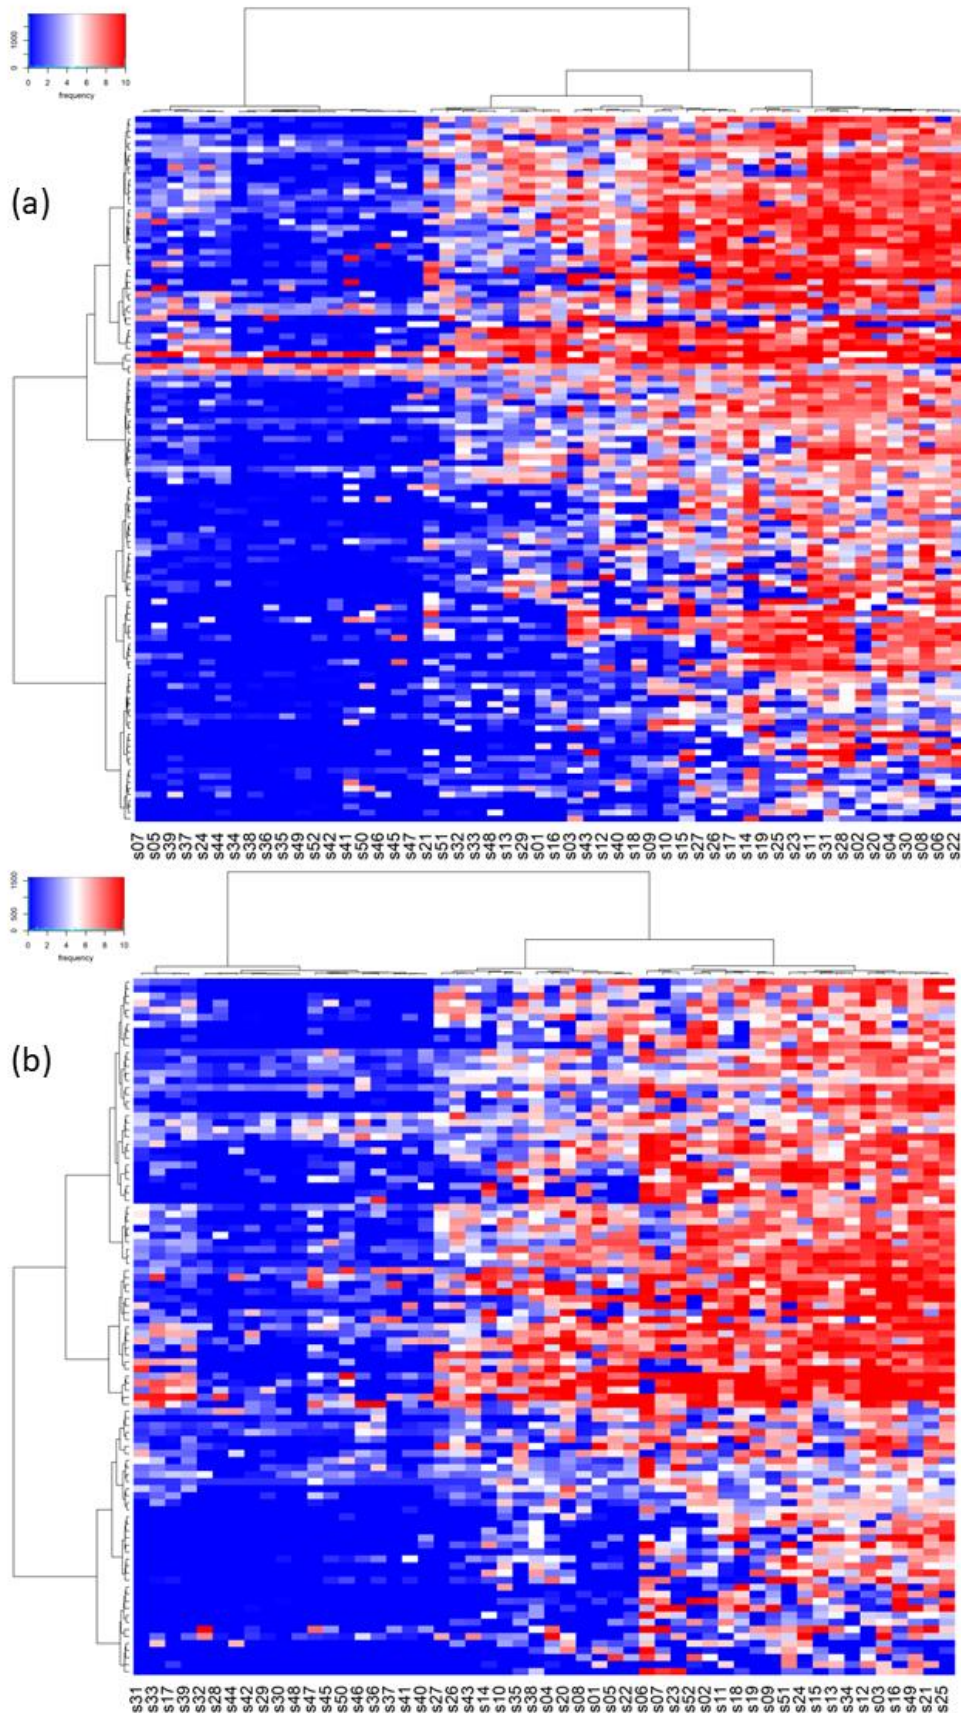 1000
0
0 2 4 6 8 10
frequency
(a)
s07 s05 s39 s37 s24 s44 s34 s38 s36 s35 s49 s52 s42 s41 s50 s46 s45 s47 s21 s51 s32 s33 s48 s13 s29 s01 s16 s03 s43 s12 s40 s18 s09 s10 s15 s27 s26 s17 s14 s19 s25 s23 s11 s31 s28 s02 s20 s04 s30 s08 s06 s22
1500
500
0
0 2 4 6 8 10
frequency
(b)
s31 s33 s17 s39 s32 s28 s44 s42 s29 s30 s48 s47 s50 s46 s36 s37 s41 s40 s27 s26 s43 s14 s10 s35 s38 s04 s20 s08 s01 s05 s22 s06 s07 s23 s52 s02 s11 s18 s19 s09 s51 s24 s15 s13 s34 s12 s03 s16 s49 s21 s25